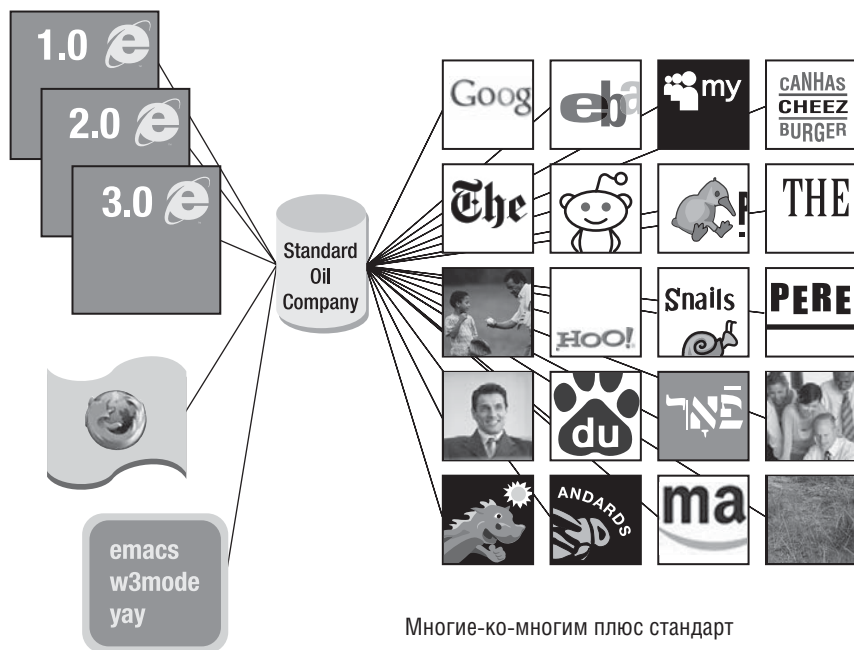 1.0
2.0
3.0
Standard
Oil
Company
emacs
w3mode
yay
Goog
eba
my
CANHAS
CHEEZ
BURGER
The
THE
HOO!
Snails
PERE
du
ANDARDS
ma
Многие-ко-многим плюс стандарт